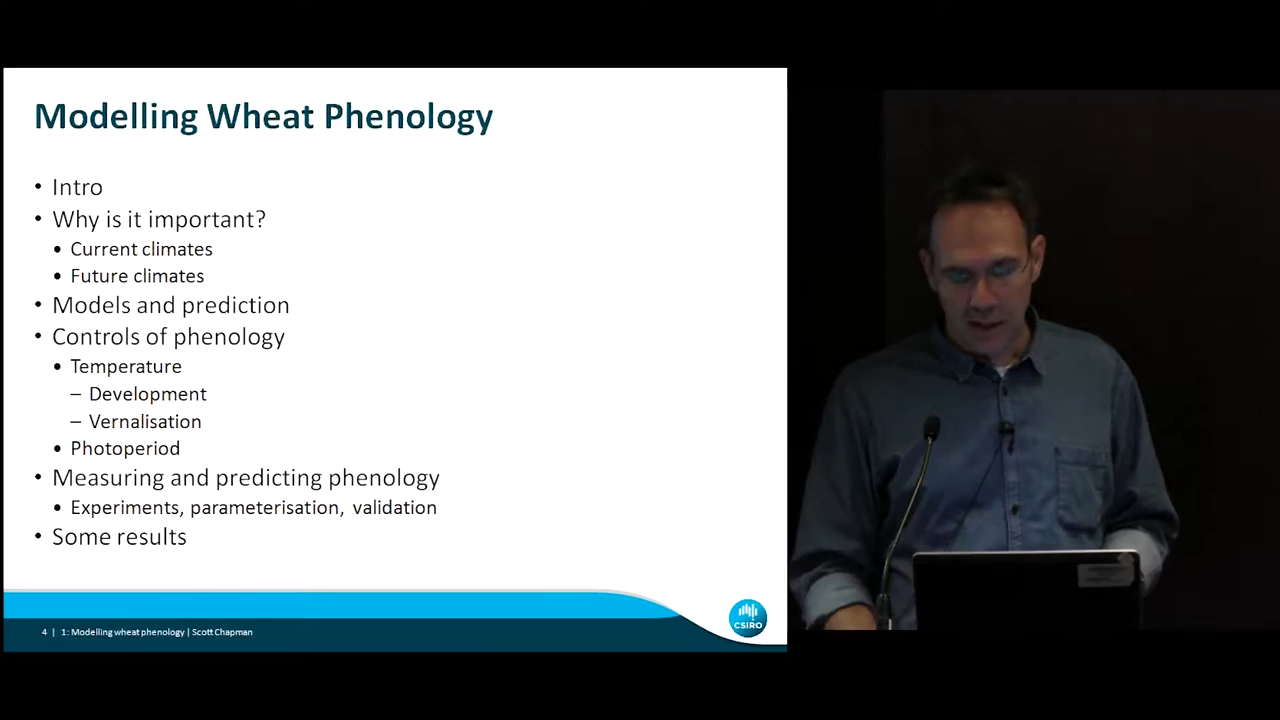 Modelling Wheat Phenology
• Intro
• Why is it important?
• Current climates
• Future climates
• Models and prediction
• Controls of phenology
• Temperature
– Development
– Vernalisation
• Photoperiod
• Measuring and predicting phenology
• Experiments, parameterisation, validation
• Some results
4 | 1: Modelling wheat phenology | Scott Chapman
CSIRO